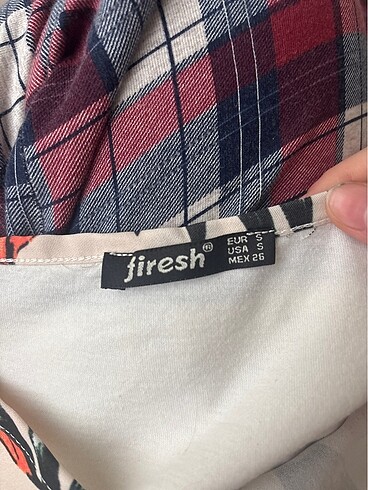 firesh®
EUR S
USA S
MEX 26